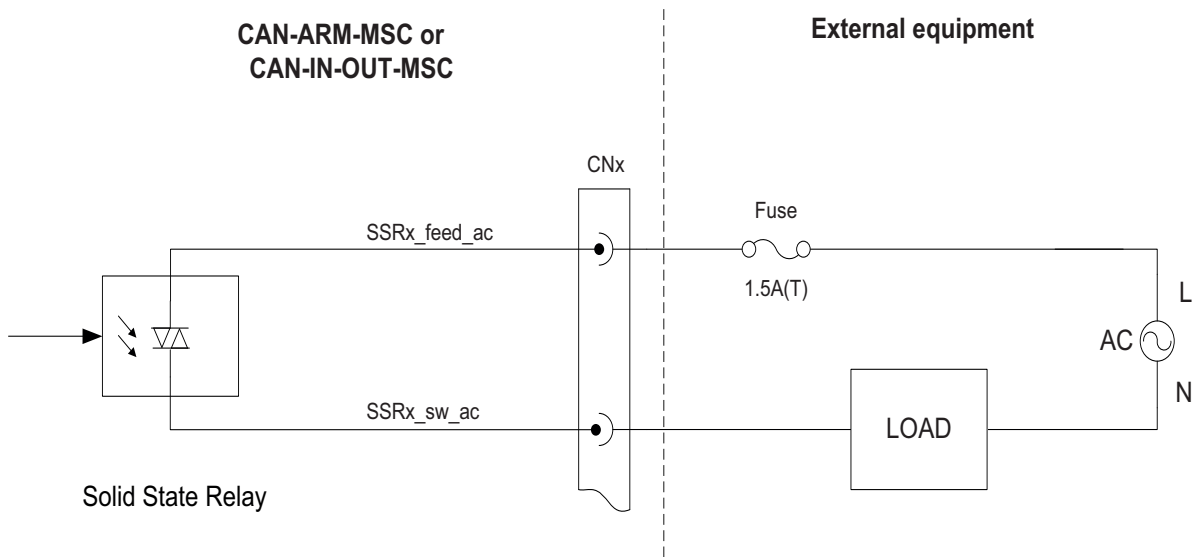 CAN-ARM-MSC or
CAN-IN-OUT-MSC
External equipment
CNx
Fuse
SSRx_feed_ac
1.5A(T)
L
AC
N
SSRx_sw_ac
LOAD
Solid State Relay